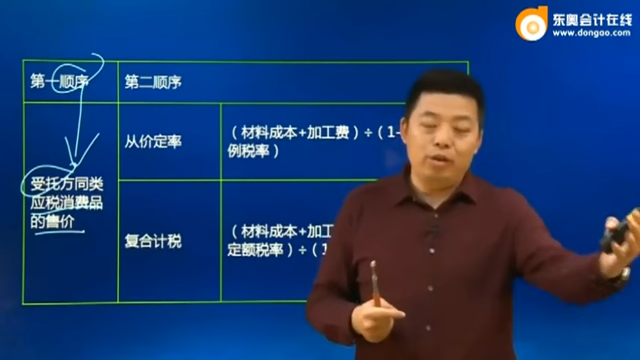 东奥会计在线
www.dongao.com
第一顺序
第二顺序
受托方同类
应税消费品
的售价
从价定率
（材料成本+加工费）÷（1-
例税率）
复合计税
（材料成本+加工
定额税率）÷（1